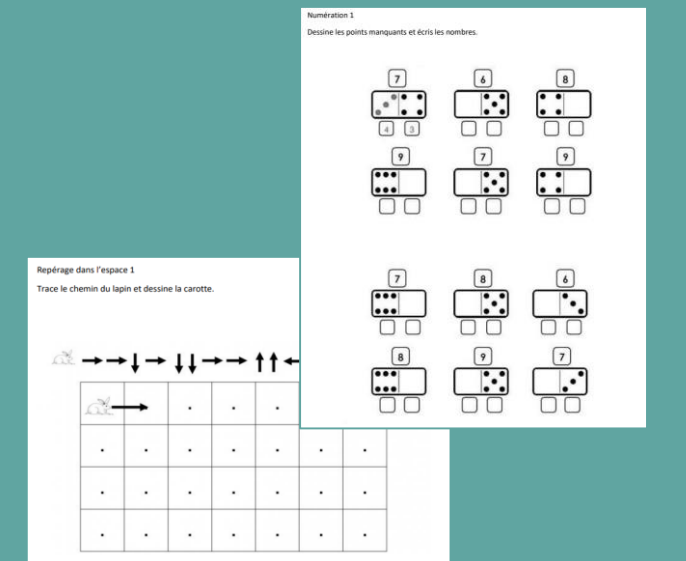 Numération 1
Dessine les points manquants et écris les nombres.
7 6 8
4 3
9 7 9
7 8 6
8 9 7
Repérage dans l'espace 1
Trace le chemin du lapin et dessine la carotte.